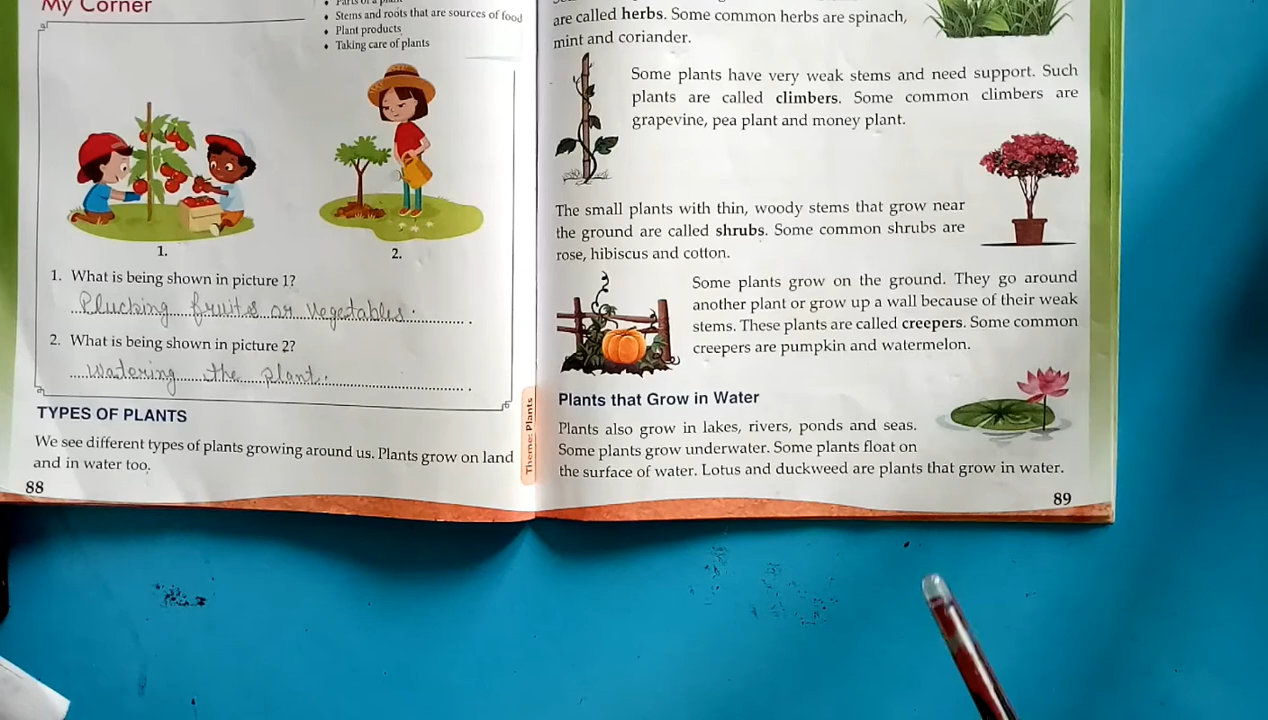 My Corner
Stems and roots that are sources of food
Plant products
Taking care of plants
1.
2.
1. What is being shown in picture 1?
Plucking fruits or vegetables.
2. What is being shown in picture 2?
Watering the plant.
TYPES OF PLANTS
We see different types of plants growing around us. Plants grow on land
and in water too.
88
Theme: Plants
are called herbs. Some common herbs are spinach,
mint and coriander.
Some plants have very weak stems and need support. Such
plants are called climbers. Some common climbers are
grapevine, pea plant and money plant.
The small plants with thin, woody stems that grow near
the ground are called shrubs. Some common shrubs are
rose, hibiscus and cotton.
Some plants grow on the ground. They go around
another plant or grow up a wall because of their weak
stems. These plants are called creepers. Some common
creepers are pumpkin and watermelon.
Plants that Grow in Water
Plants also grow in lakes, rivers, ponds and seas.
Some plants grow underwater. Some plants float on
the surface of water. Lotus and duckweed are plants that grow in water.
89